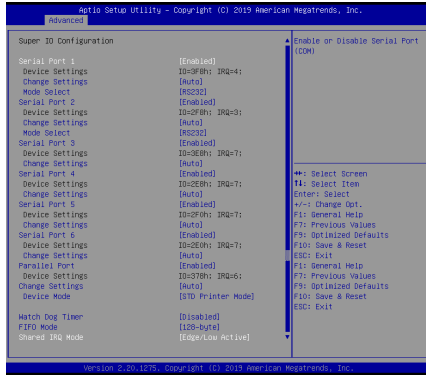 Aptio Setup Utility – Copyright (C) 2019 American Megatrends, Inc.
Advanced
Super IO Configuration
Serial Port 1 [Enabled]
Device Settings IO=3F8h; IRQ=4;
Change Settings [Auto]
Mode Select [RS232]
Serial Port 2 [Enabled]
Device Settings IO=2F8h; IRQ=3;
Change Settings [Auto]
Mode Select [RS232]
Serial Port 3 [Enabled]
Device Settings IO=3E8h; IRQ=7;
Change Settings [Auto]
Serial Port 4 [Enabled]
Device Settings IO=2E8h; IRQ=7;
Change Settings [Auto]
Serial Port 5 [Enabled]
Device Settings IO=2F0h; IRQ=7;
Change Settings [Auto]
Serial Port 6 [Enabled]
Device Settings IO=2E0h; IRQ=7;
Change Settings [Auto]
Parallel Port [Enabled]
Device Settings IO=378h; IRQ=6;
Change Settings [Auto]
Device Mode [STD Printer Mode]
Watch Dog Timer [Disabled]
FIFO Mode [128-byte]
Shared IRQ Mode [Edge/Low Active]
Enable or Disable Serial Port
(COM)
→←: Select Screen
↑↓: Select Item
Enter: Select
+/-: Change Opt.
F1: General Help
F7: Previous Values
F9: Optimized Defaults
F10: Save & Reset
ESC: Exit
F1: General Help
F7: Previous Values
F9: Optimized Defaults
F10: Save & Reset
ESC: Exit
Version 2.20.1275. Copyright (C) 2019 American Megatrends, Inc.